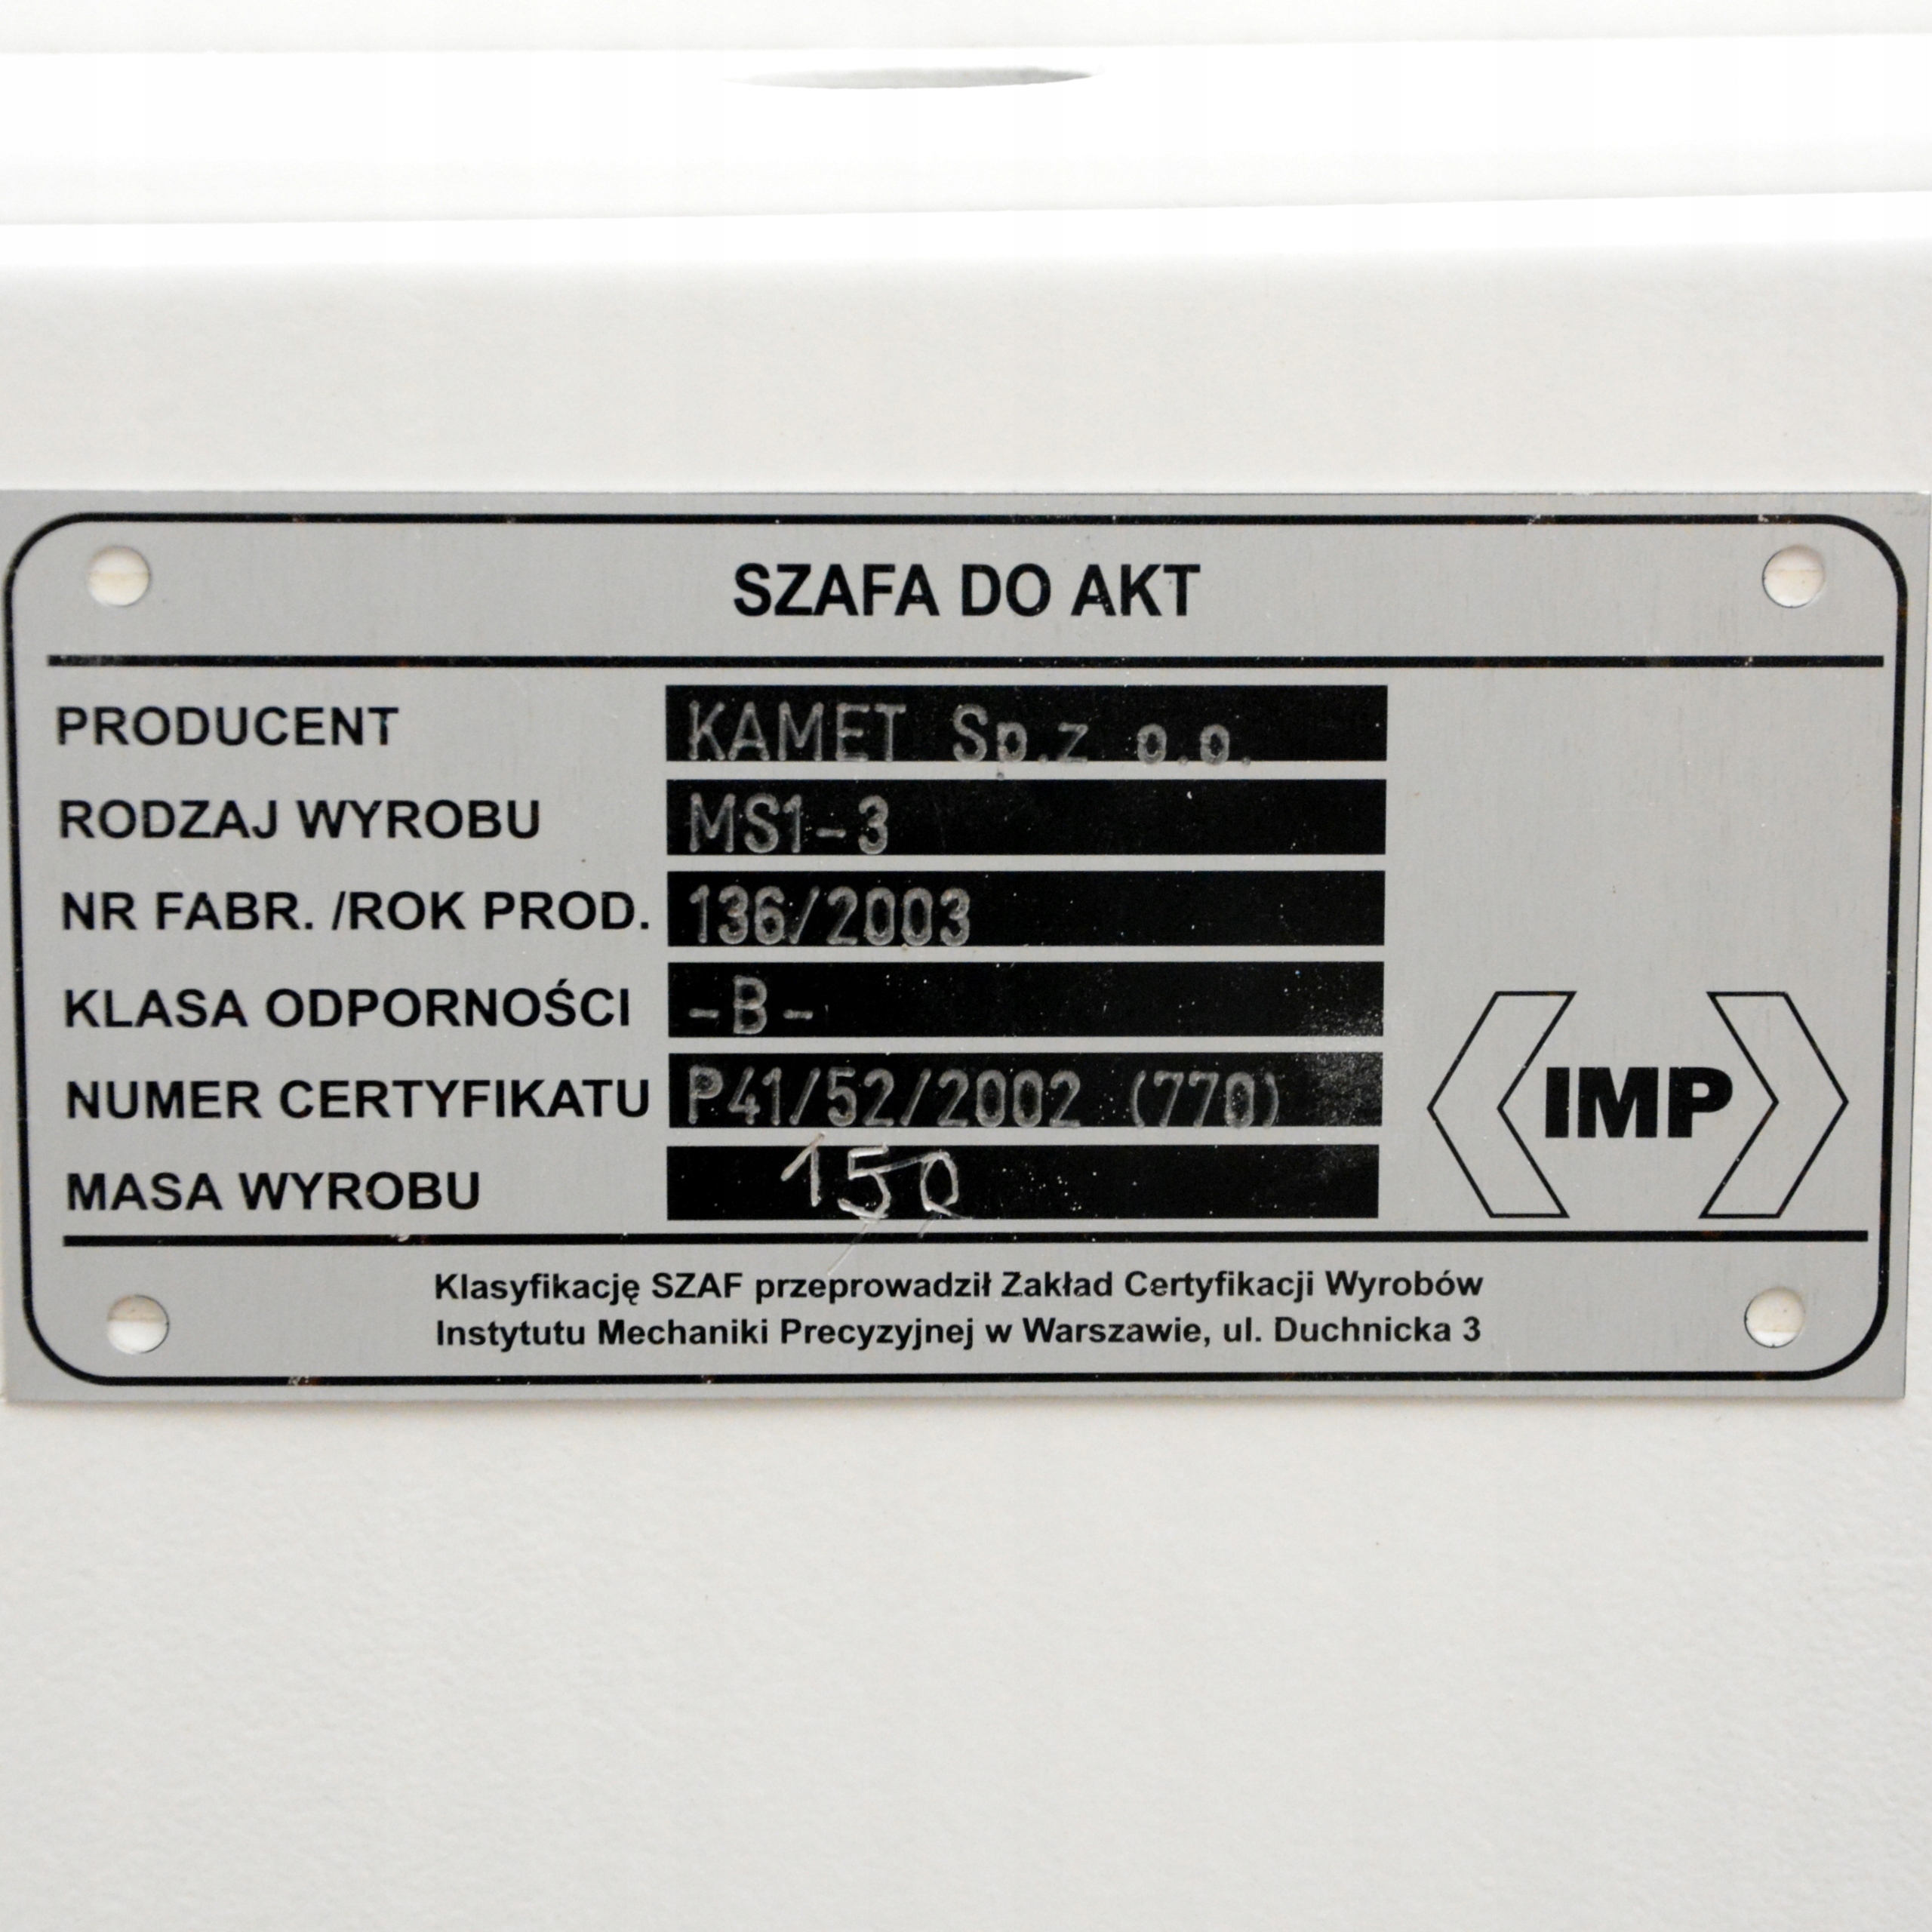 SZAFA DO AKT
PRODUCENT KAMET Sp.z o.o.
RODZAJ WYROBU MS1-3
NR FABR. /ROK PROD. 136/2003
KLASA ODPORNOŚCI -B-
NUMER CERTYFIKATU P41/52/2002 (770)
MASA WYROBU 150
IMP
Klasyfikację SZAF przeprowadził Zakład Certyfikacji Wyrobów
Instytutu Mechaniki Precyzyjnej w Warszawie, ul. Duchnicka 3